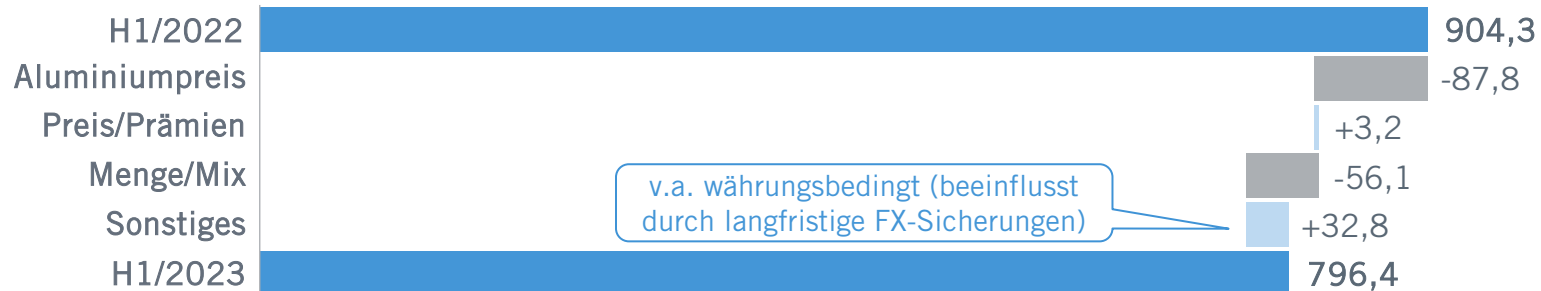 H1/2022 904,3
Aluminiumpreis -87,8
Preis/Prämien +3,2
Menge/Mix -56,1
v.a. währungsbedingt (beeinflusst
durch langfristige FX-Sicherungen)
Sonstiges +32,8
H1/2023 796,4